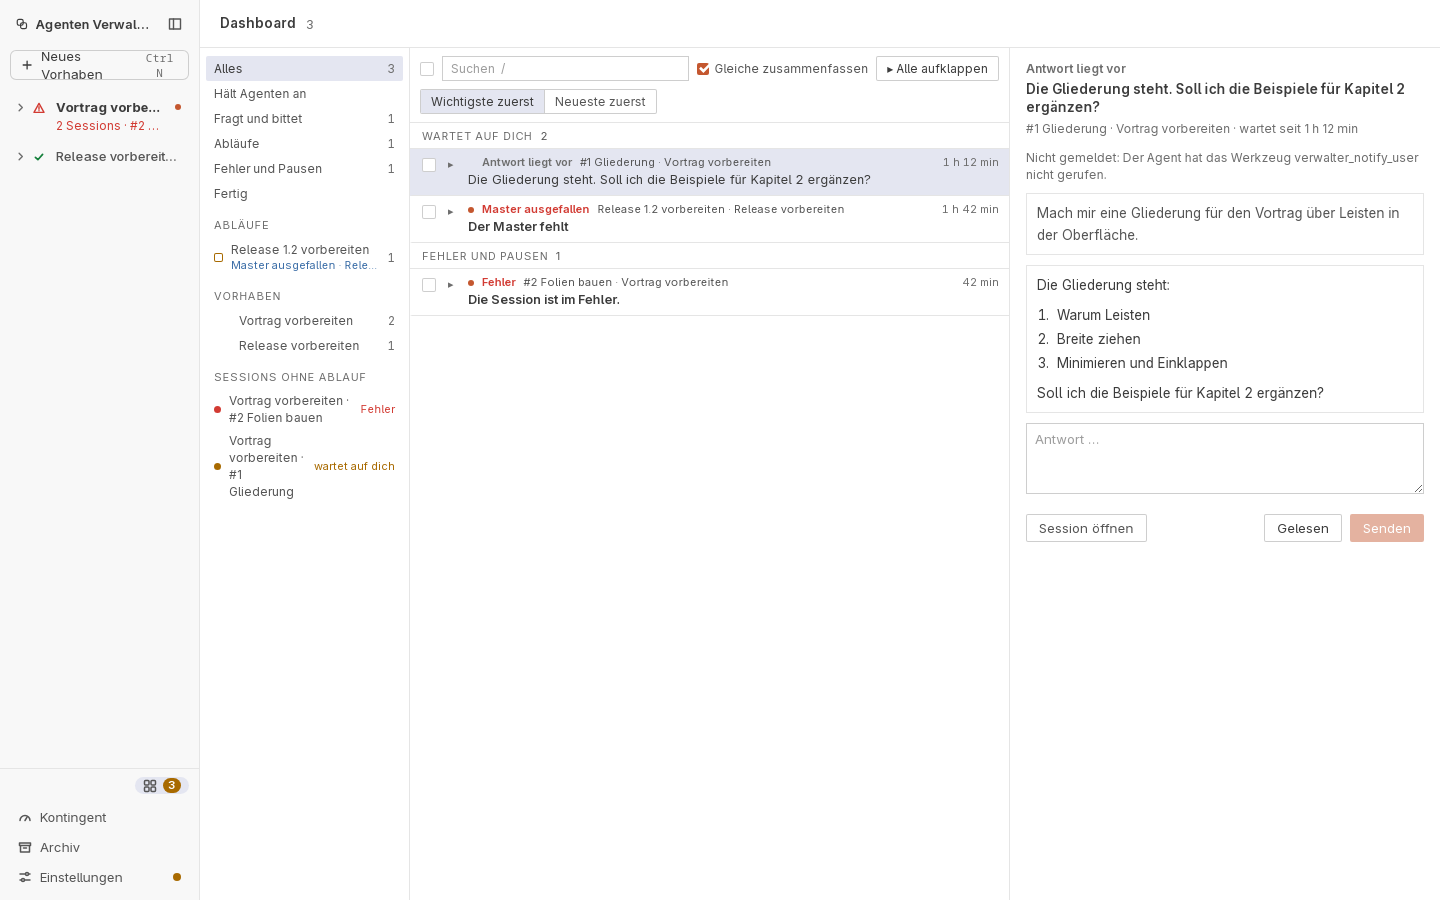 Agenten Verwal…
Neues Vorhaben
Ctrl N
Vortrag vorbe…
2 Sessions · #2 …
Release vorbereit…
3
Kontingent
Archiv
Einstellungen
Dashboard 3
Alles 3
Hält Agenten an
Fragt und bittet 1
Abläufe 1
Fehler und Pausen 1
Fertig
ABLÄUFE
Release 1.2 vorbereiten
Master ausgefallen · Rele… 1
VORHABEN
Vortrag vorbereiten 2
Release vorbereiten 1
SESSIONS OHNE ABLAUF
Vortrag vorbereiten ·
#2 Folien bauen
Fehler
Vortrag
vorbereiten ·
#1
Gliederung
wartet auf dich
Suchen /
Gleiche zusammenfassen
▸ Alle aufklappen
Wichtigste zuerst
Neueste zuerst
WARTET AUF DICH 2
Antwort liegt vor #1 Gliederung · Vortrag vorbereiten 1 h 12 min
Die Gliederung steht. Soll ich die Beispiele für Kapitel 2 ergänzen?
Master ausgefallen Release 1.2 vorbereiten · Release vorbereiten 1 h 42 min
Der Master fehlt
FEHLER UND PAUSEN 1
Fehler #2 Folien bauen · Vortrag vorbereiten 42 min
Die Session ist im Fehler.
Antwort liegt vor
Die Gliederung steht. Soll ich die Beispiele für Kapitel 2
ergänzen?
#1 Gliederung · Vortrag vorbereiten · wartet seit 1 h 12 min
Nicht gemeldet: Der Agent hat das Werkzeug verwalter_notify_user
nicht gerufen.
Mach mir eine Gliederung für den Vortrag über Leisten in
der Oberfläche.
Die Gliederung steht:
1. Warum Leisten
2. Breite ziehen
3. Minimieren und Einklappen
Soll ich die Beispiele für Kapitel 2 ergänzen?
Antwort …
Session öffnen
Gelesen
Senden